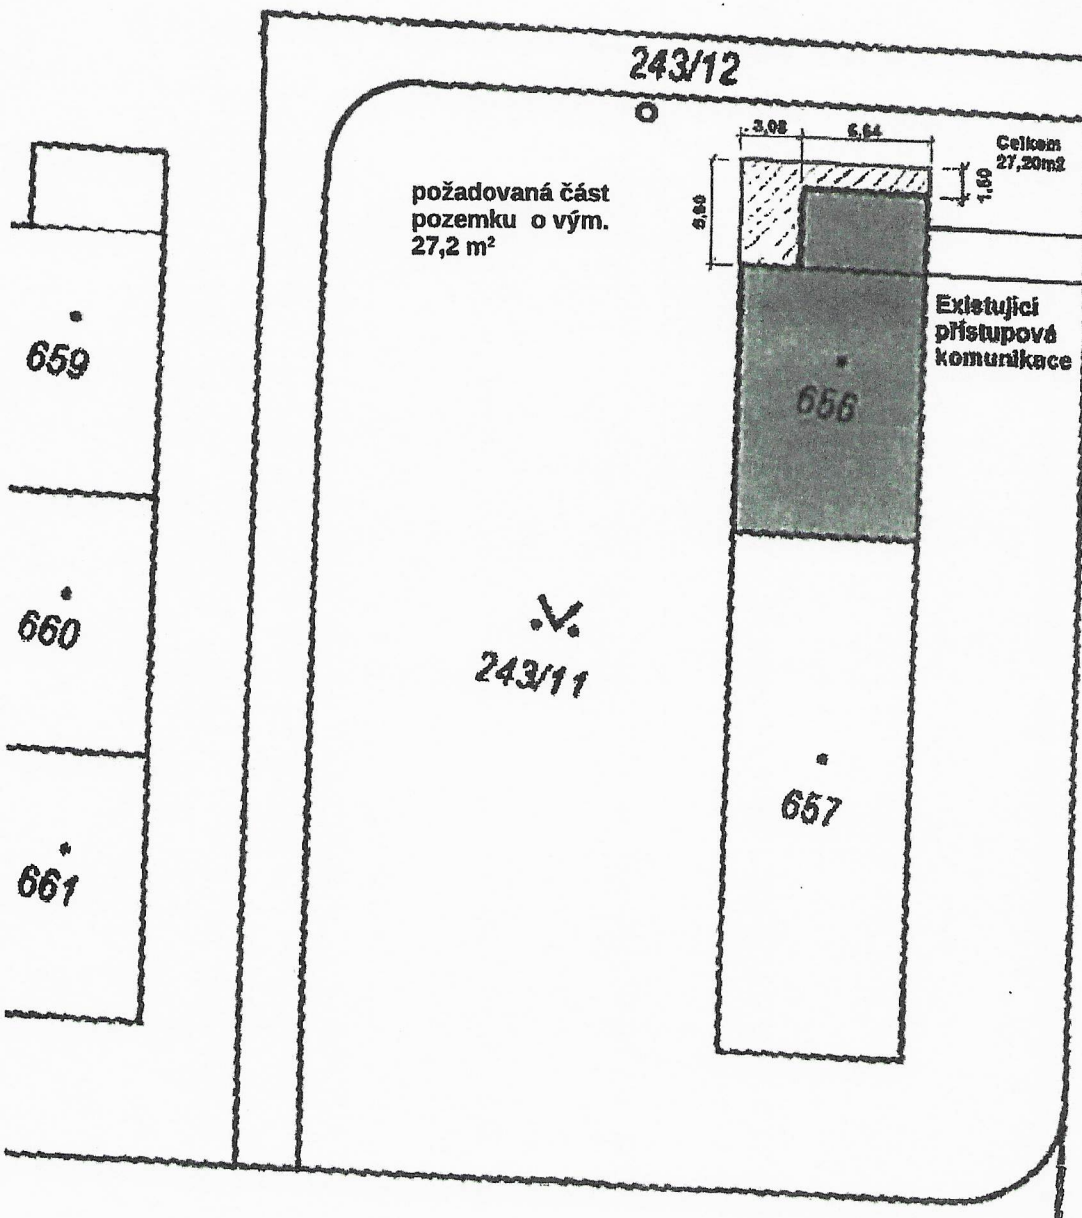 243/12
3,08
6,64
Celkem
27,20m2
1,50
požadovaná část
pozemku o vým.
27,2 m²
Existující
přístupová
komunikace
659
656
660
243/11
657
661